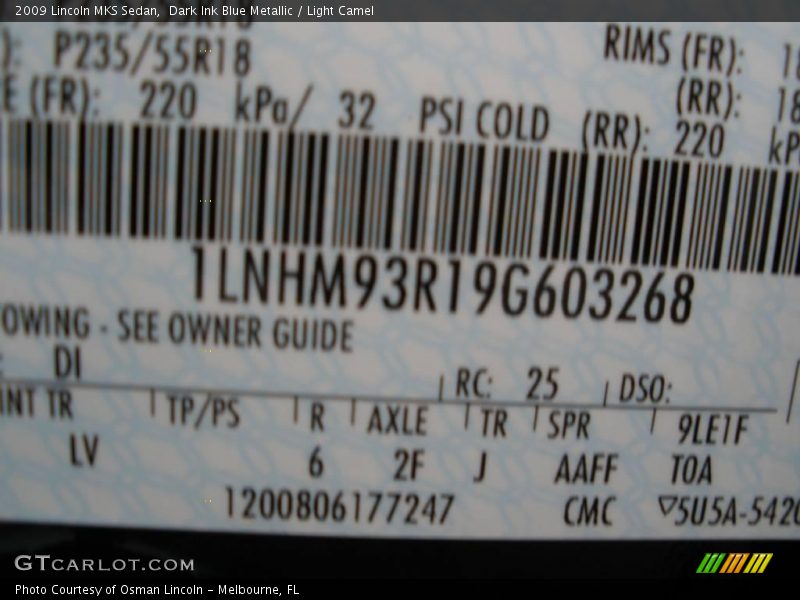 2009 Lincoln MKS Sedan, Dark Ink Blue Metallic / Light Camel
P235/55R18 RIMS (FR):
(FR): 220 kPa/ 32 PSI COLD (RR): 220
(RR):
1LNHM93R19G603268
OWING - SEE OWNER GUIDE
DI RC: 25 DSO:
INT TR TP/PS R AXLE TR SPR 9LE1F
LV 6 2F J AAFF TOA
1200806177247 CMC ▽5U5A-5420
GTCARLOT.COM
Photo Courtesy of Osman Lincoln - Melbourne, FL